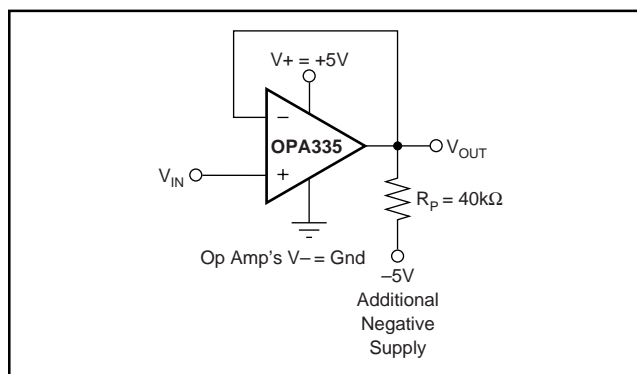 V+ = +5V
−
OPA335
V_IN
+
V_OUT
R_P = 40kΩ
Op Amp's V− = Gnd
−5V
Additional
Negative
Supply